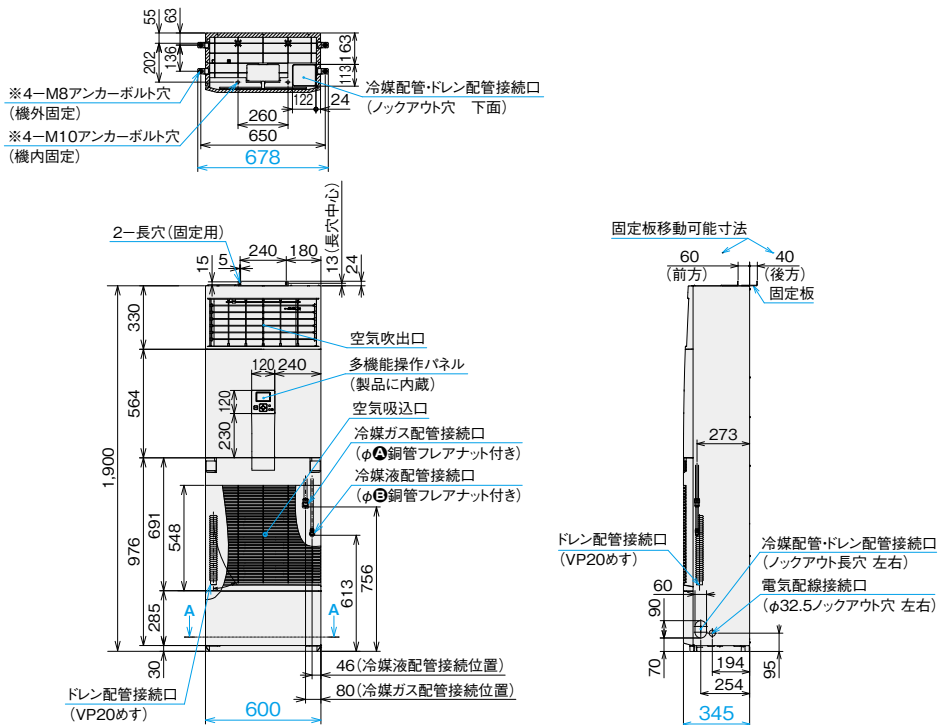 55
63
202
136
163
113
122
24
※4-M8アンカーボルト穴
(機外固定)
※4-M10アンカーボルト穴
(機内固定)
冷媒配管・ドレン配管接続口
(ノックアウト穴　下面)
260
650
678
2-長穴(固定用)
240
180
13(長穴中心)
24
15
5
330
空気吹出口
120
240
多機能操作パネル
(製品に内蔵)
564
120
230
空気吸込口
冷媒ガス配管接続口
(φA銅管フレアナット付き)
冷媒液配管接続口
(φB銅管フレアナット付き)
1,900
976
691
548
285
30
A
A
613
756
46(冷媒液配管接続位置)
80(冷媒ガス配管接続位置)
ドレン配管接続口
(VP20めす)
600
固定板移動可能寸法
60
(前方)
40
(後方)
固定板
273
ドレン配管接続口
(VP20めす)
冷媒配管・ドレン配管接続口
(ノックアウト長穴 左右)
電気配線接続口
(φ32.5ノックアウト穴 左右)
60
90
70
95
194
254
345